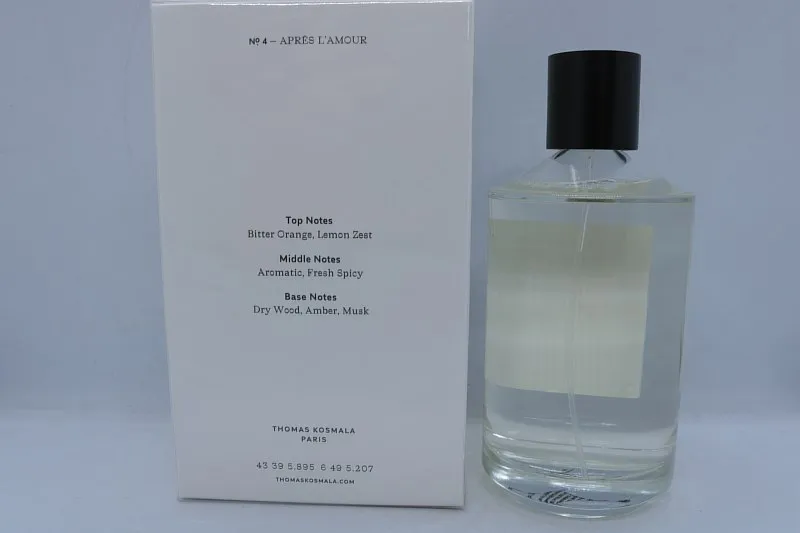 Nº 4 – APRÈS L'AMOUR
Top Notes
Bitter Orange, Lemon Zest
Middle Notes
Aromatic, Fresh Spicy
Base Notes
Dry Wood, Amber, Musk
THOMAS KOSMALA
PARIS
43 39 5.895 6 49 5.207
THOMASKOSMALA.COM